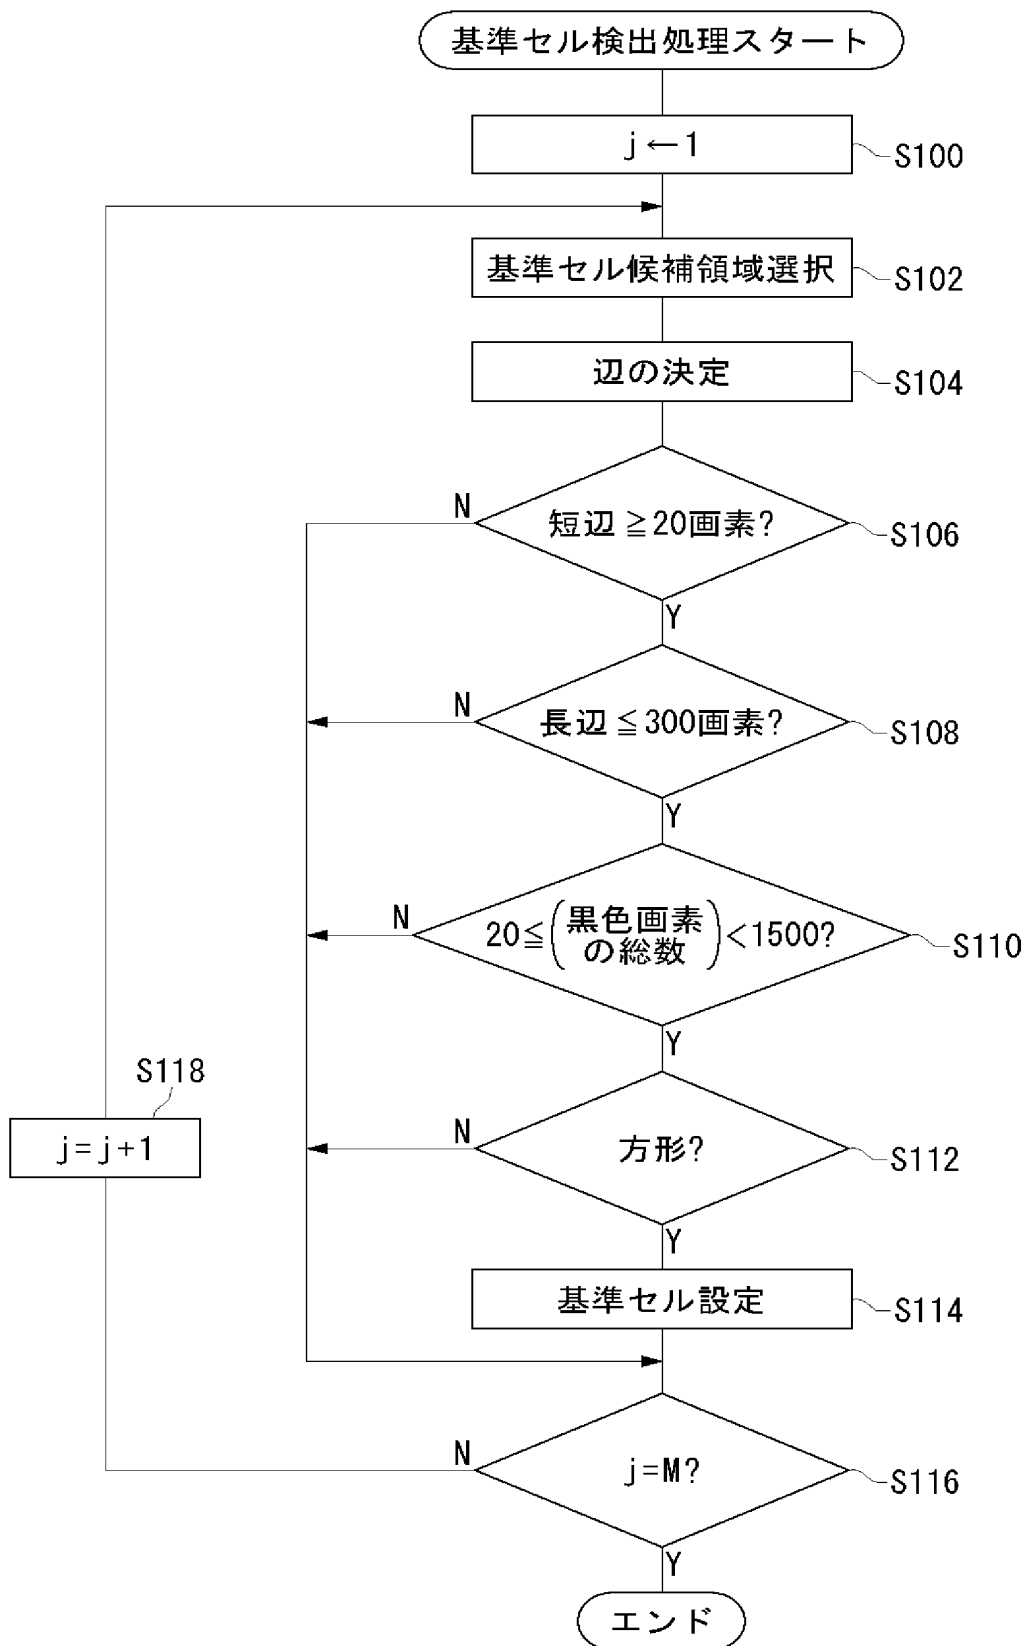 基準セル検出処理スタート
j←1
S100
基準セル候補領域選択
S102
辺の決定
S104
N
短辺≧20画素?
S106
Y
N
長辺≦300画素?
S108
Y
N
20≦(黒色画素
の総数)<1500?
S110
Y
S118
j=j+1
N
方形?
S112
Y
基準セル設定
S114
N
j=M?
S116
Y
エンド